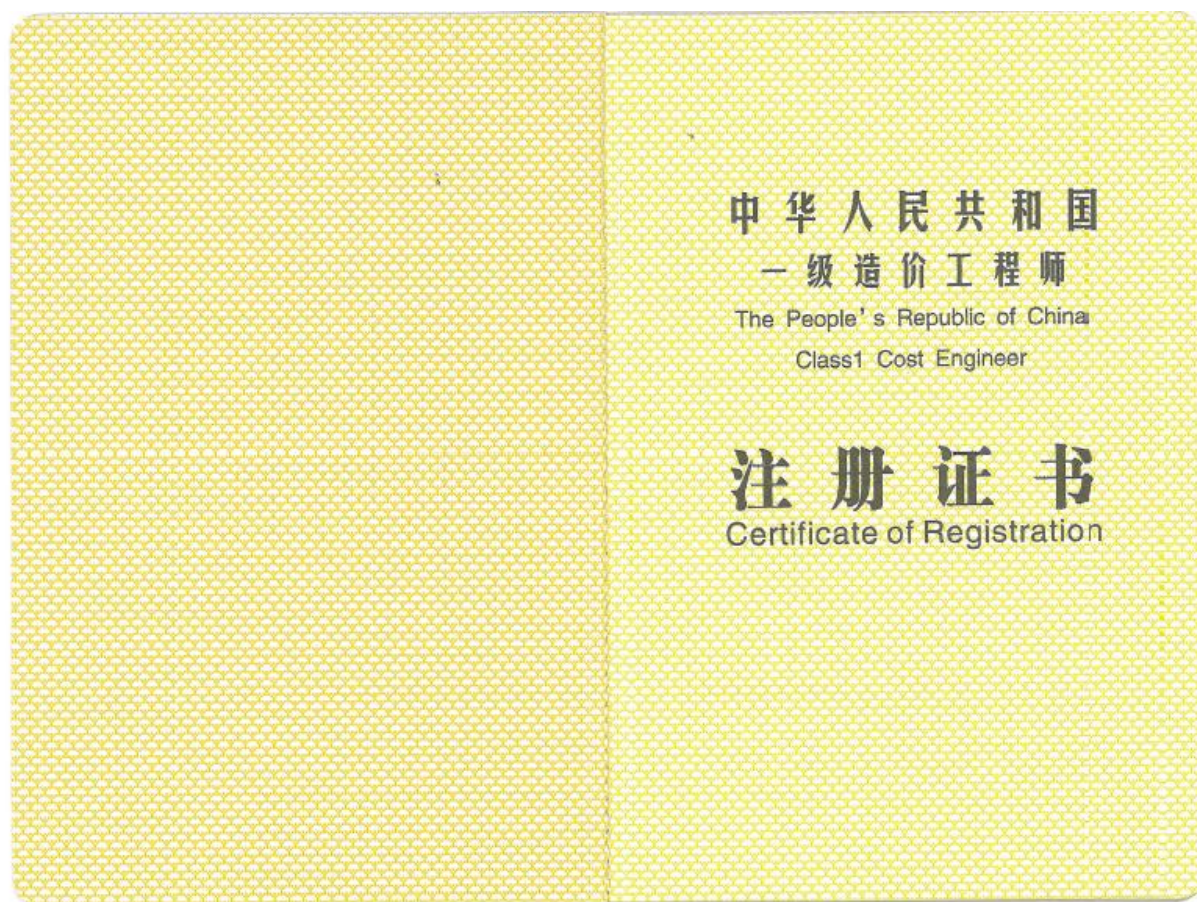 中华人民共和国
一级造价工程师
The People's Republic of China
Class1 Cost Engineer
注册证书
Certificate of Registration